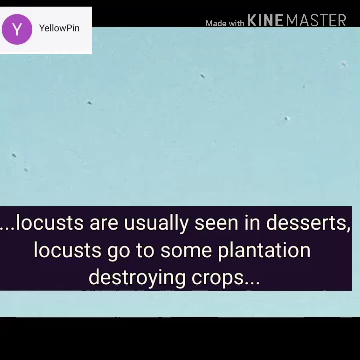 Made with KINEMASTER
Y YellowPin
...locusts are usually seen in desserts,
locusts go to some plantation
destroying crops...